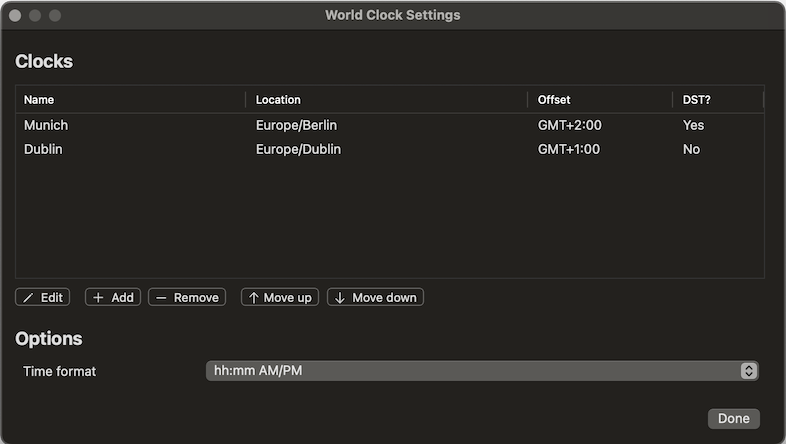 World Clock Settings
Clocks
Name Location Offset DST?
Munich Europe/Berlin GMT+2:00 Yes
Dublin Europe/Dublin GMT+1:00 No
Edit Add Remove Move up Move down
Options
Time format hh:mm AM/PM
Done